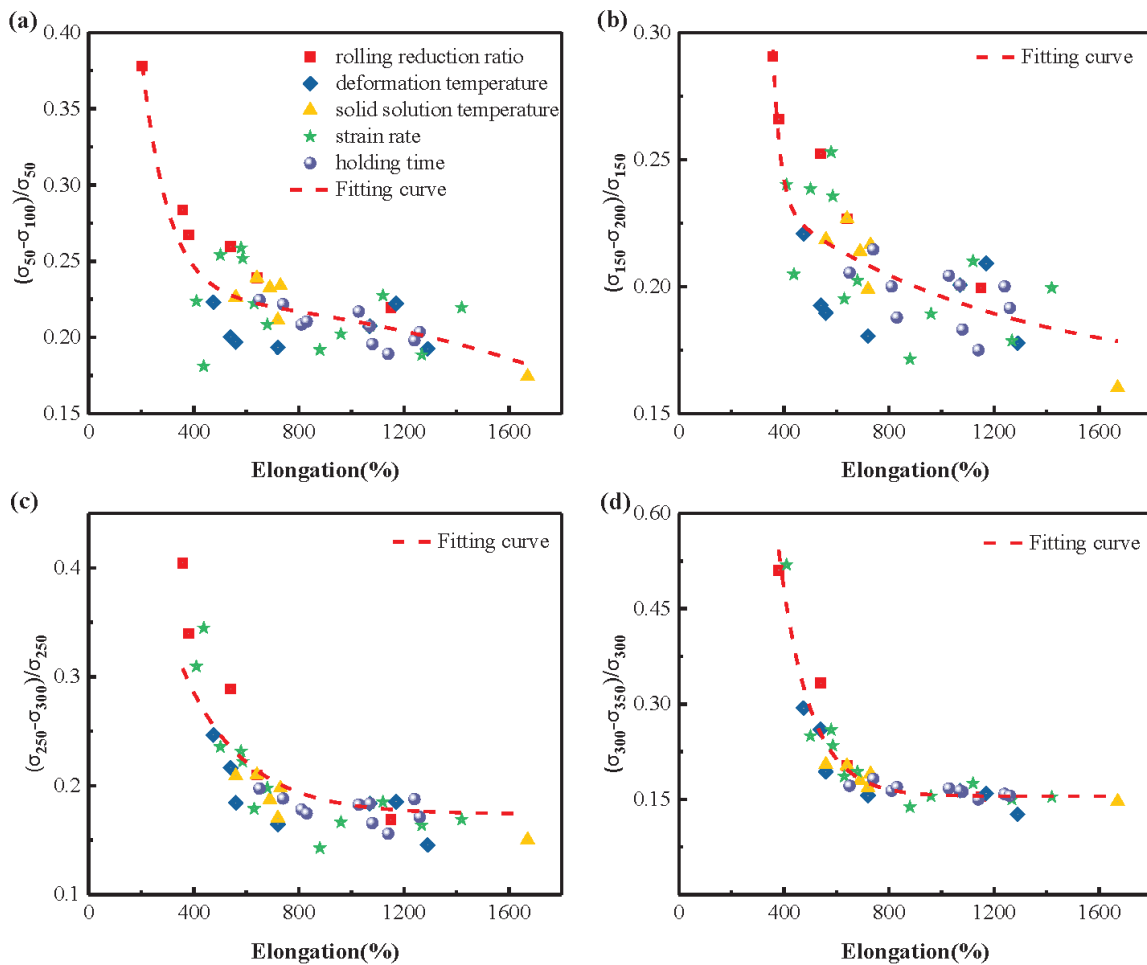 (a)
0.40
0.35
0.30
0.25
0.20
0.15
(σ50-σ100)/σ50
rolling reduction ratio
deformation temperature
solid solution temperature
strain rate
holding time
Fitting curve
0
400
800
1200
1600
Elongation(%)
(b)
0.30
0.25
0.20
0.15
(σ150-σ200)/σ150
Fitting curve
0
400
800
1200
1600
Elongation(%)
(c)
0.4
0.3
0.2
0.1
(σ250-σ300)/σ250
Fitting curve
0
400
800
1200
1600
Elongation(%)
(d)
0.60
0.45
0.30
0.15
(σ300-σ350)/σ300
Fitting curve
0
400
800
1200
1600
Elongation(%)